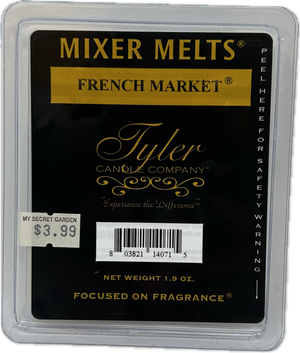 MIXER MELTS®
FRENCH MARKET®
Tyler
CANDLE COMPANY®
"Experience the Difference"
MY SECRET GARDEN
$3.99
8 03821 14071 5
NET WEIGHT 1.9 OZ.
FOCUSED ON FRAGRANCE®
PEEL HERE FOR SAFETY WARNING